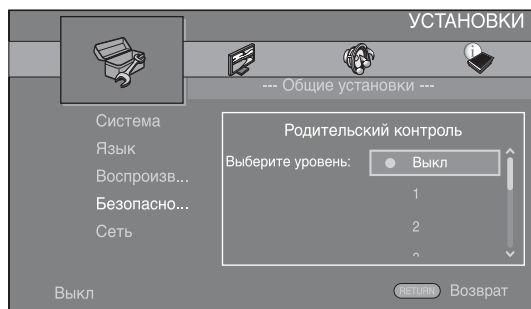 УСТАНОВКИ
--- Общие установки ---
Система
Язык
Воспроизв...
Безопасно...
Сеть
Родительский контроль
Выберите уровень:
Выкл
1
2
Выкл
RETURN Возврат